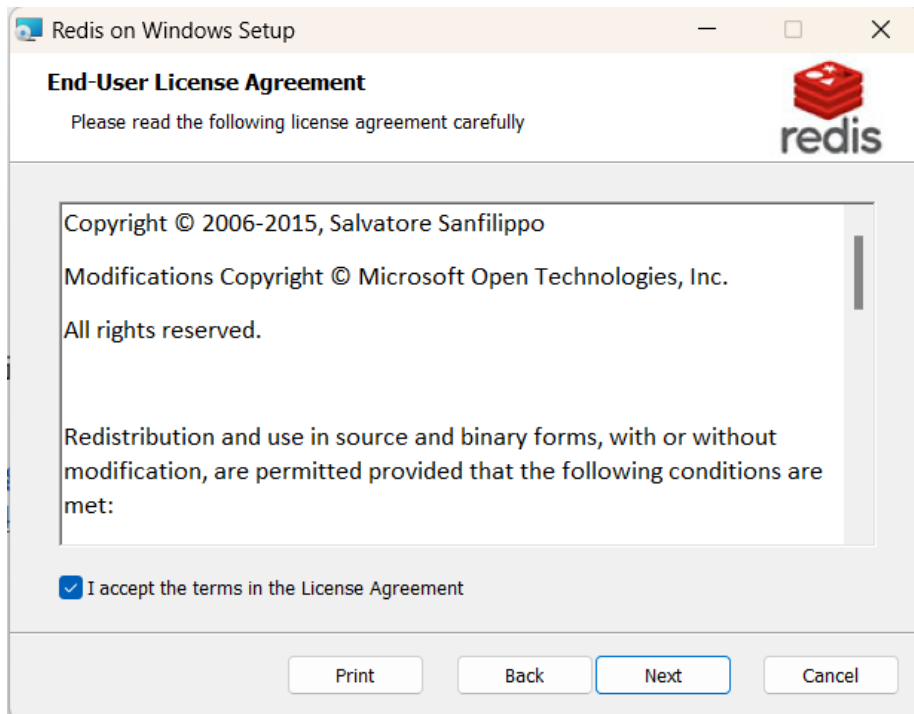 Redis on Windows Setup
End-User License Agreement
Please read the following license agreement carefully
redis
Copyright © 2006-2015, Salvatore Sanfilippo
Modifications Copyright © Microsoft Open Technologies, Inc.
All rights reserved.
Redistribution and use in source and binary forms, with or without
modification, are permitted provided that the following conditions are
met:
I accept the terms in the License Agreement
Print
Back
Next
Cancel